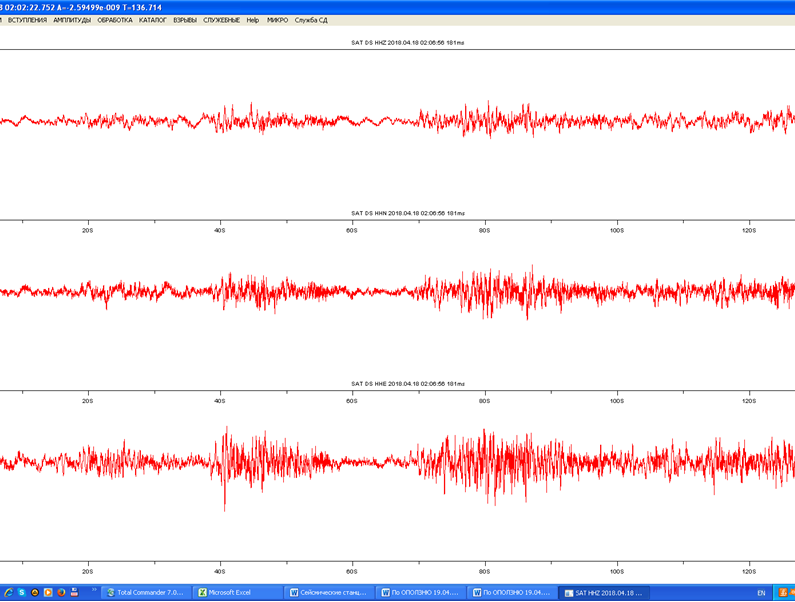 8 02:02:22.752 A=-2.59499e-009 T=136.714
ВСТУПЛЕНИЯ АМПЛИТУДЫ ОБРАБОТКА КАТАЛОГ ВЗРЫВЫ СЛУЖЕБНЫЕ Help МИКРО Служба СД
SAT DS HHZ 2018.04.18 02:06:56 181ms
20S 40S 60S 80S 100S 120S
SAT DS HHN 2018.04.18 02:06:56 181ms
20S 40S 60S 80S 100S 120S
SAT DS HHE 2018.04.18 02:06:56 181ms
20S 40S 60S 80S 100S 120S
Total Commander 7.0... Microsoft Excel Сейсмические станц... По ОПОЛЗНЮ 19.04.... По ОПОЛЗНЮ 19.04.... SAT HHZ 2018.04.18 ... EN